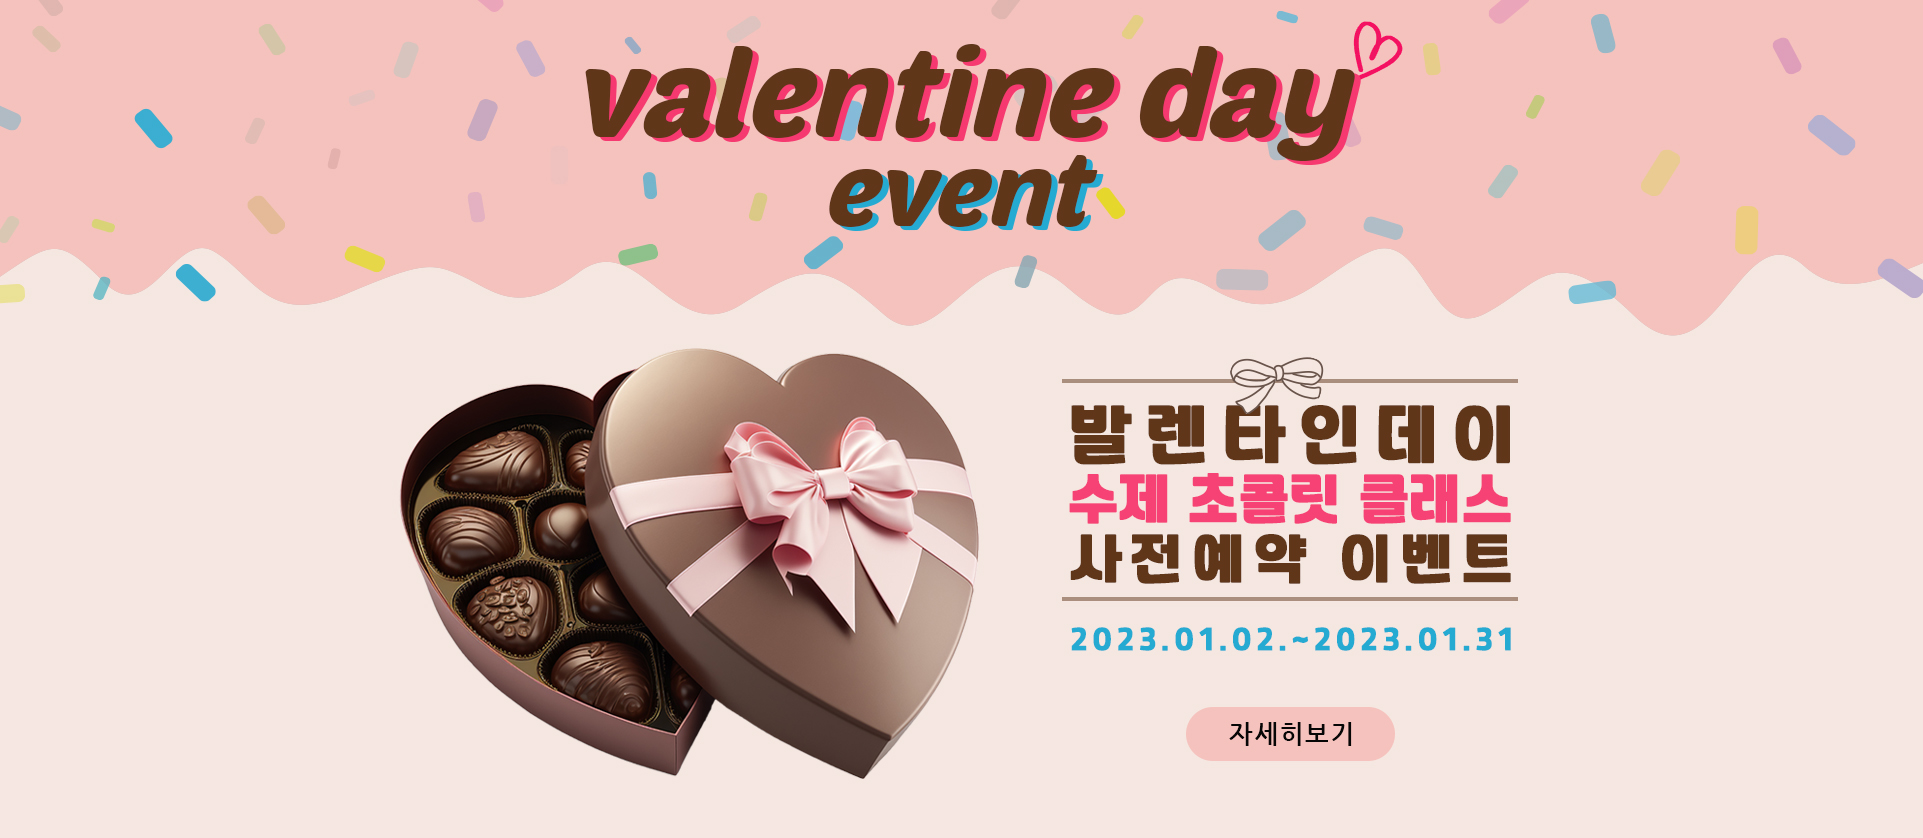 valentine day
event
발렌타인데이
수제 초콜릿 클래스
사전예약 이벤트
2023.01.02.~2023.01.31
자세히보기